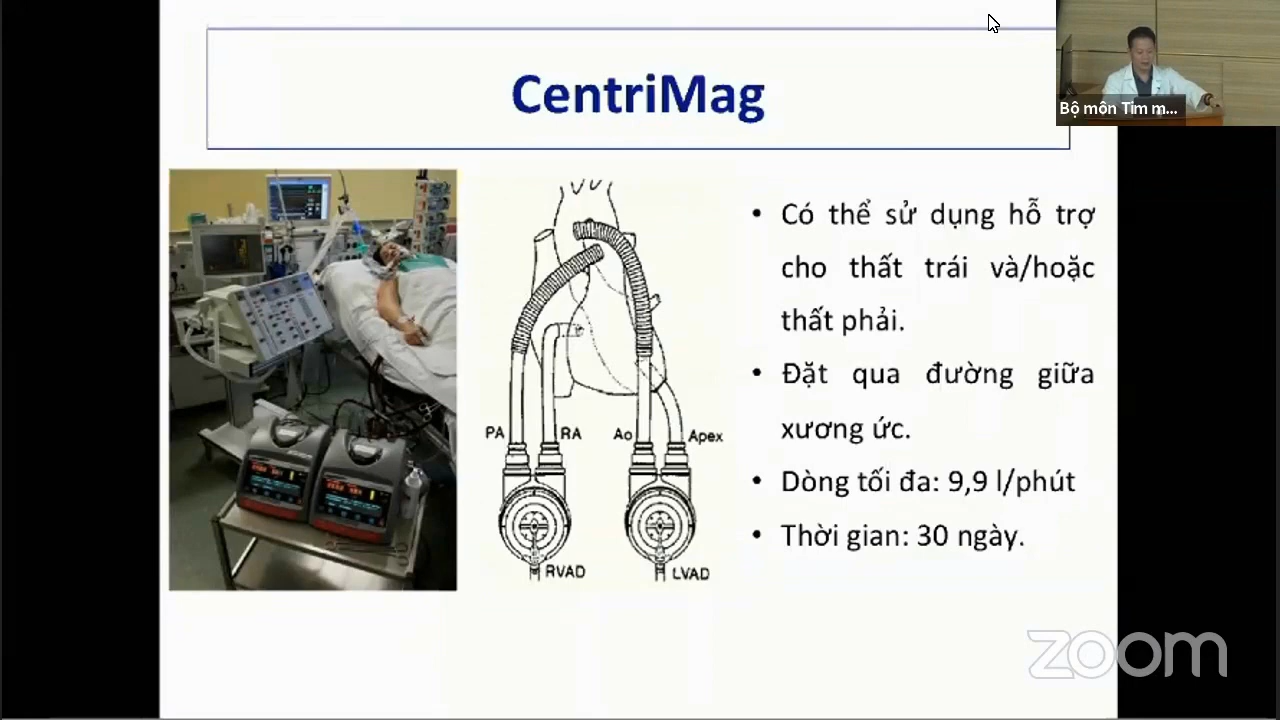 CentriMag
Bộ môn Tim m...
• Có thể sử dụng hỗ trợ
cho thất trái và/hoặc
thất phải.
• Đặt qua đường giữa
xương ức.
• Dòng tối đa: 9,9 l/phút
• Thời gian: 30 ngày.
PA
RA
Ao
Apex
RVAD
LVAD
zoom